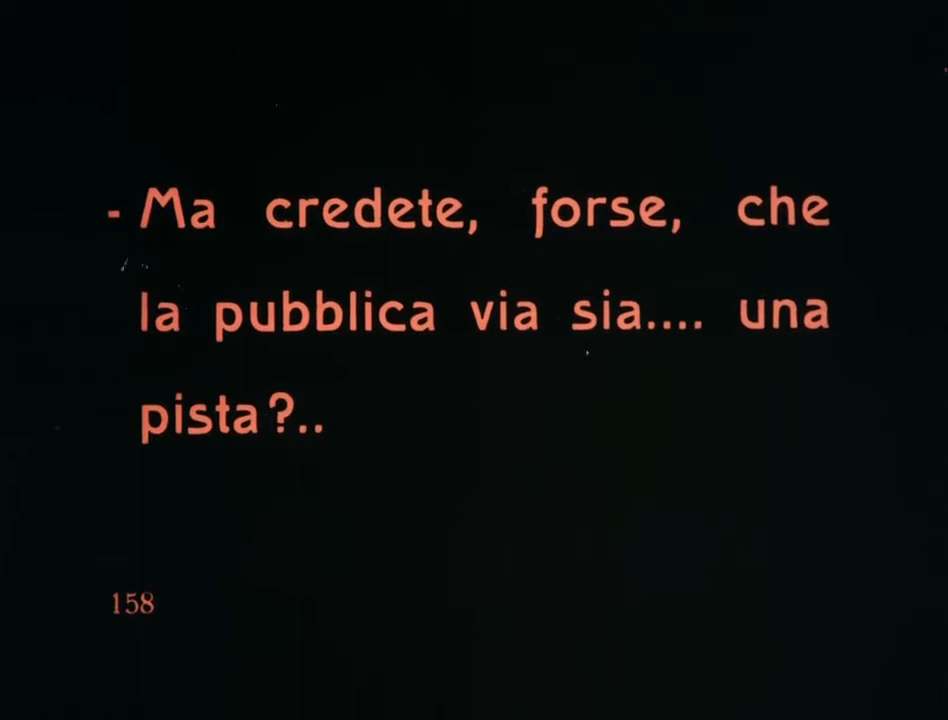 - Ma credete, forse, che
la pubblica via sia.... una
pista?..
158